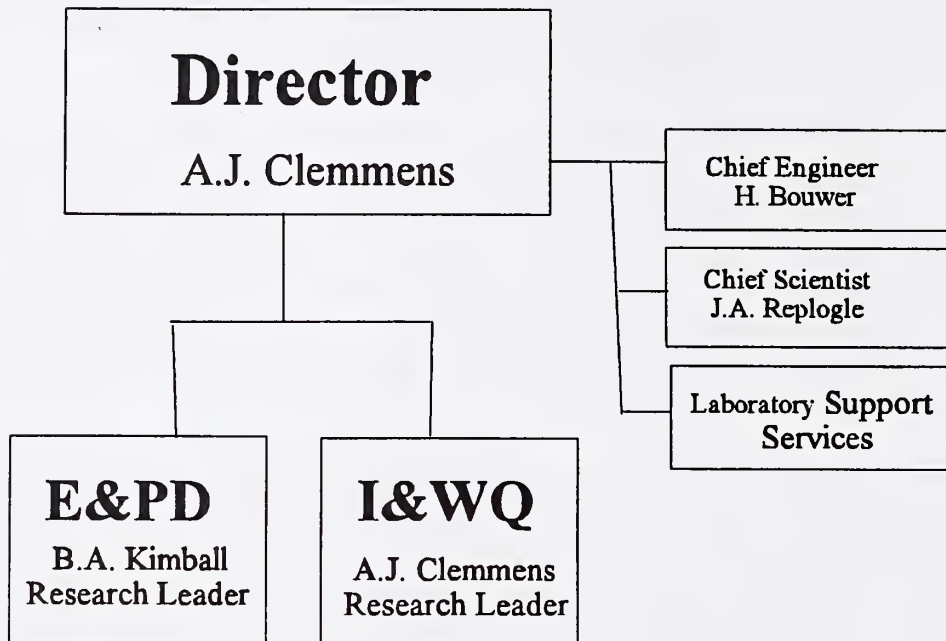 Director
A.J. Clemmens
Chief Engineer
H. Bouwer
Chief Scientist
J.A. Replogle
Laboratory Support
Services
E&PD
B.A. Kimball
Research Leader
I&WQ
A.J. Clemmens
Research Leader